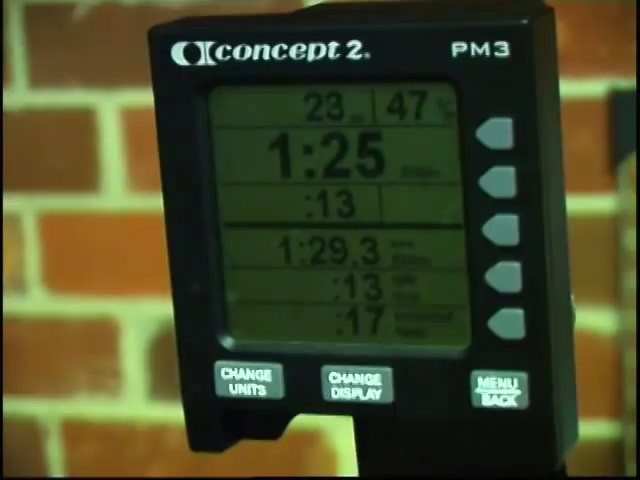 concept 2. PM3
23 47
1:25
:13
1:29.3
:13
:17
CHANGE UNITS
CHANGE DISPLAY
MENU BACK